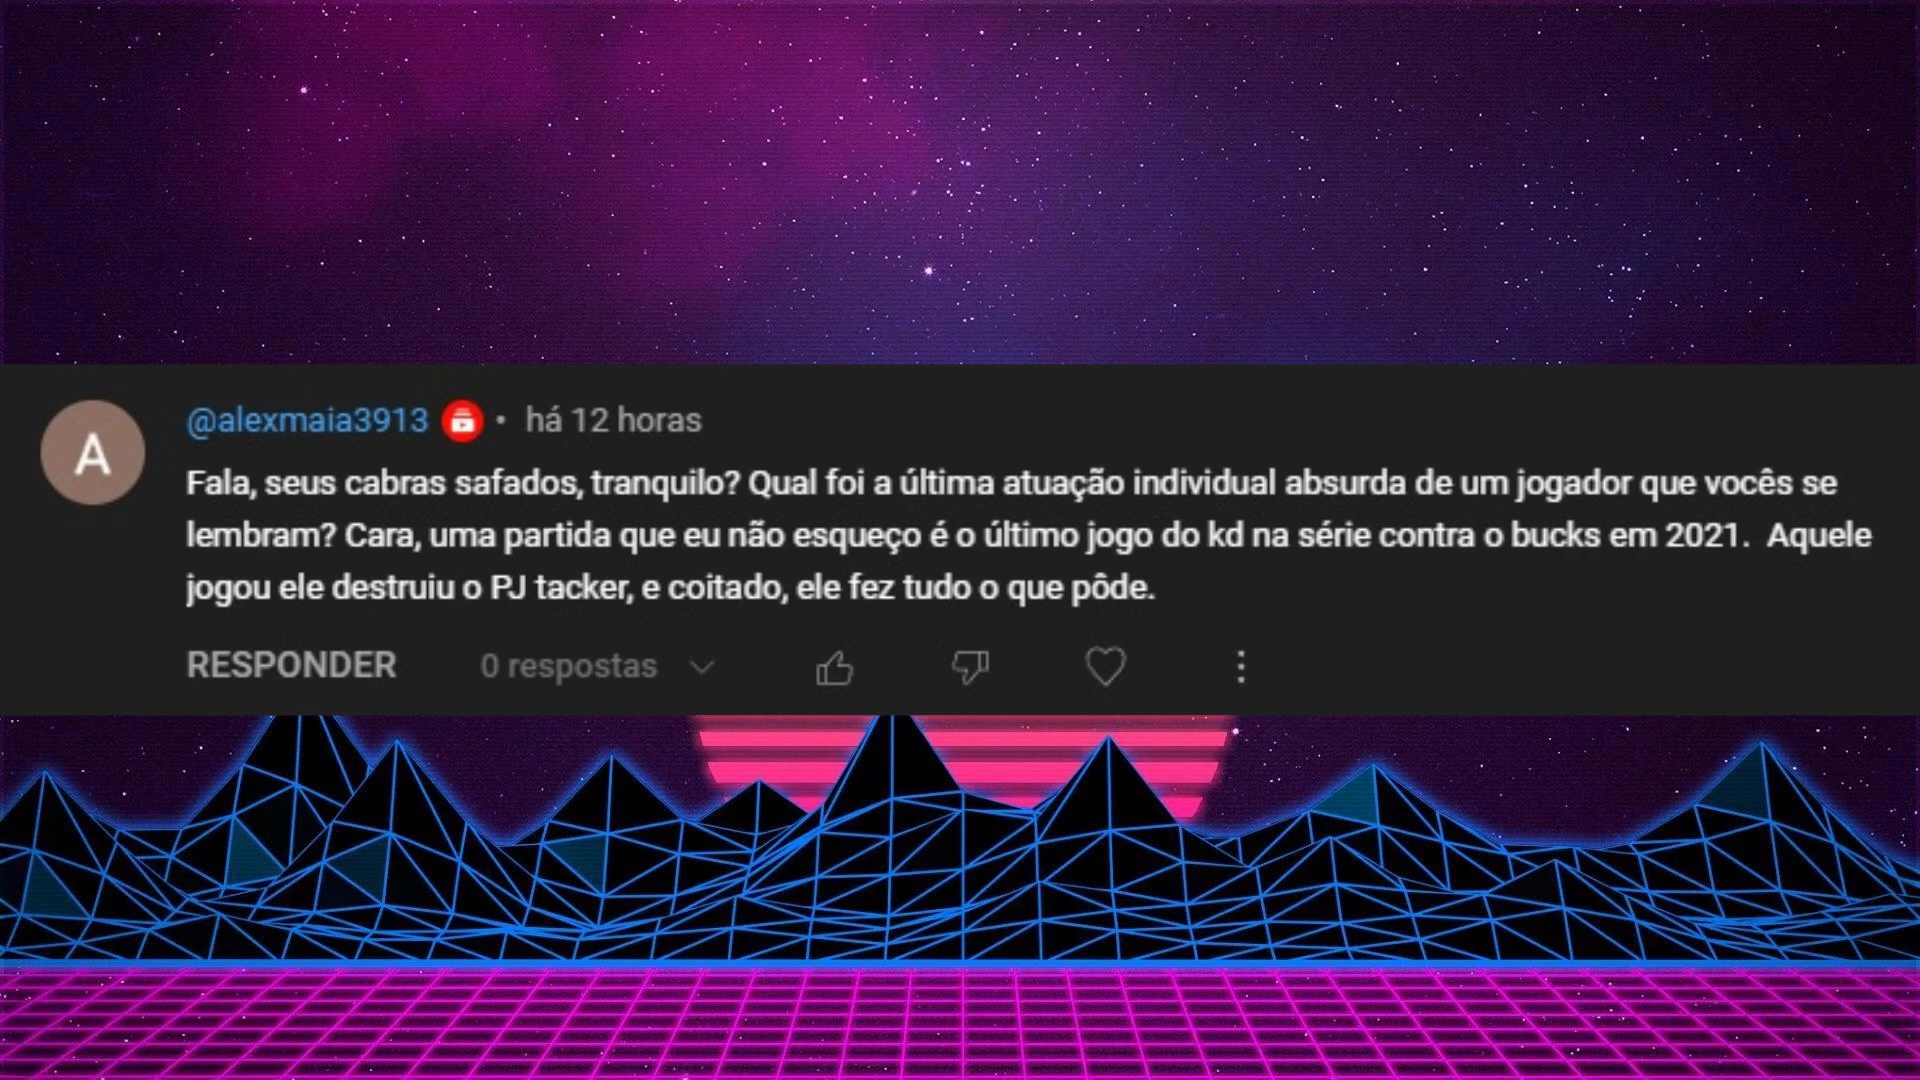 A
@alexmaia3913 • há 12 horas
Fala, seus cabras safados, tranquilo? Qual foi a última atuação individual absurda de um jogador que vocês se
lembram? Cara, uma partida que eu não esqueço é o último jogo do kd na série contra o bucks em 2021. Aquele
jogou ele destruiu o PJ tacker, e coitado, ele fez tudo o que pôde.
RESPONDER 0 respostas